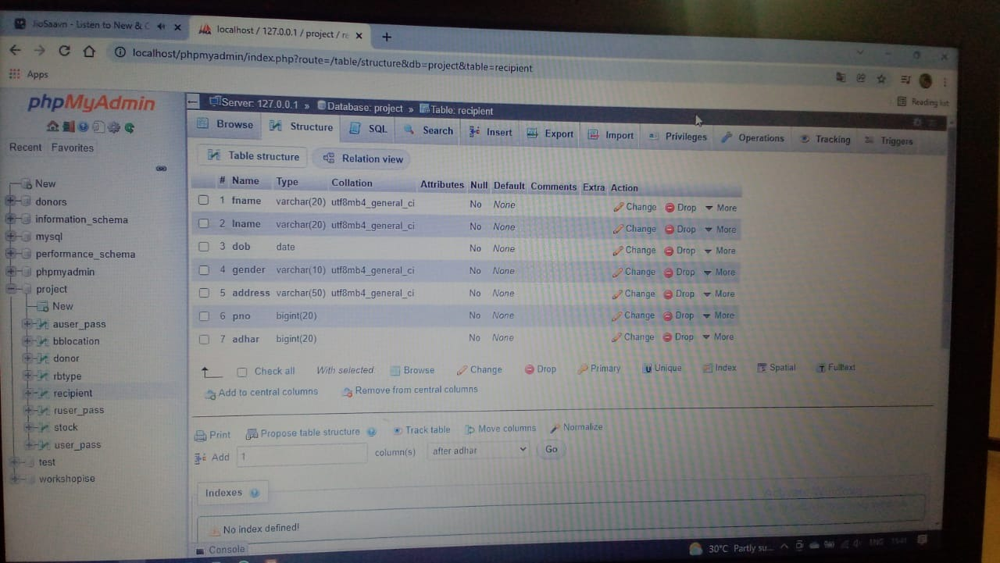 JioSaavn - Listen to New & O
localhost / 127.0.0.1 / project / re
localhost/phpmyadmin/index.php?route=/table/structure&db=project&table=recipient
Apps
Reading list
phpMyAdmin
Recent Favorites
New
donors
information_schema
mysql
performance_schema
phpmyadmin
project
New
auser_pass
bblocation
donor
rbtype
recipient
ruser_pass
stock
user_pass
test
workshopise
Server: 127.0.0.1 » Database: project » Table: recipient
Browse Structure SQL Search Insert Export Import Privileges Operations Tracking Triggers
Table structure Relation view
# Name Type Collation Attributes Null Default Comments Extra Action
1 fname varchar(20) utf8mb4_general_ci No None Change Drop More
2 lname varchar(20) utf8mb4_general_ci No None Change Drop More
3 dob date No None Change Drop More
4 gender varchar(10) utf8mb4_general_ci No None Change Drop More
5 address varchar(50) utf8mb4_general_ci No None Change Drop More
6 pno bigint(20) No None Change Drop More
7 adhar bigint(20) No None Change Drop More
Check all With selected: Browse Change Drop Primary Unique Index Spatial Fulltext
Add to central columns Remove from central columns
Print Propose table structure Track table Move columns Normalize
Add 1 column(s) after adhar Go
Indexes
No index defined!
Console
30°C Partly su... ENG